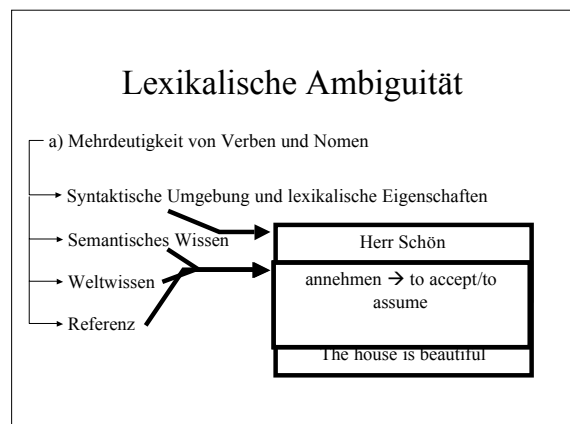 Lexikalische Ambiguität
a) Mehrdeutigkeit von Verben und Nomen
Syntaktische Umgebung und lexikalische Eigenschaften
Semantisches Wissen
Weltwissen
Referenz
Herr Schön
annehmen → to accept/to
assume
The house is beautiful